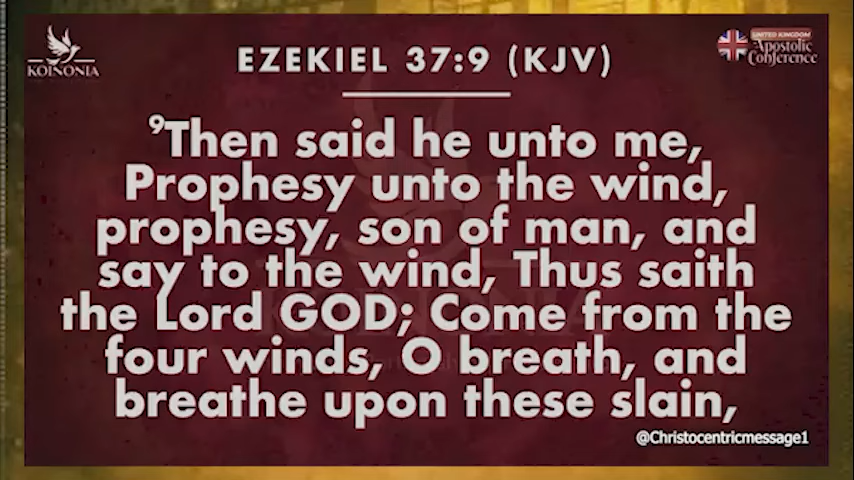 KOINONIA
EZEKIEL 37:9 (KJV)
UNITED KINGDOM
Apostolic
Conference
9Then said he unto me,
Prophesy unto the wind,
prophesy, son of man, and
say to the wind, Thus saith
the Lord GOD; Come from the
four winds, O breath, and
breathe upon these slain,
@Christocentricmessage1